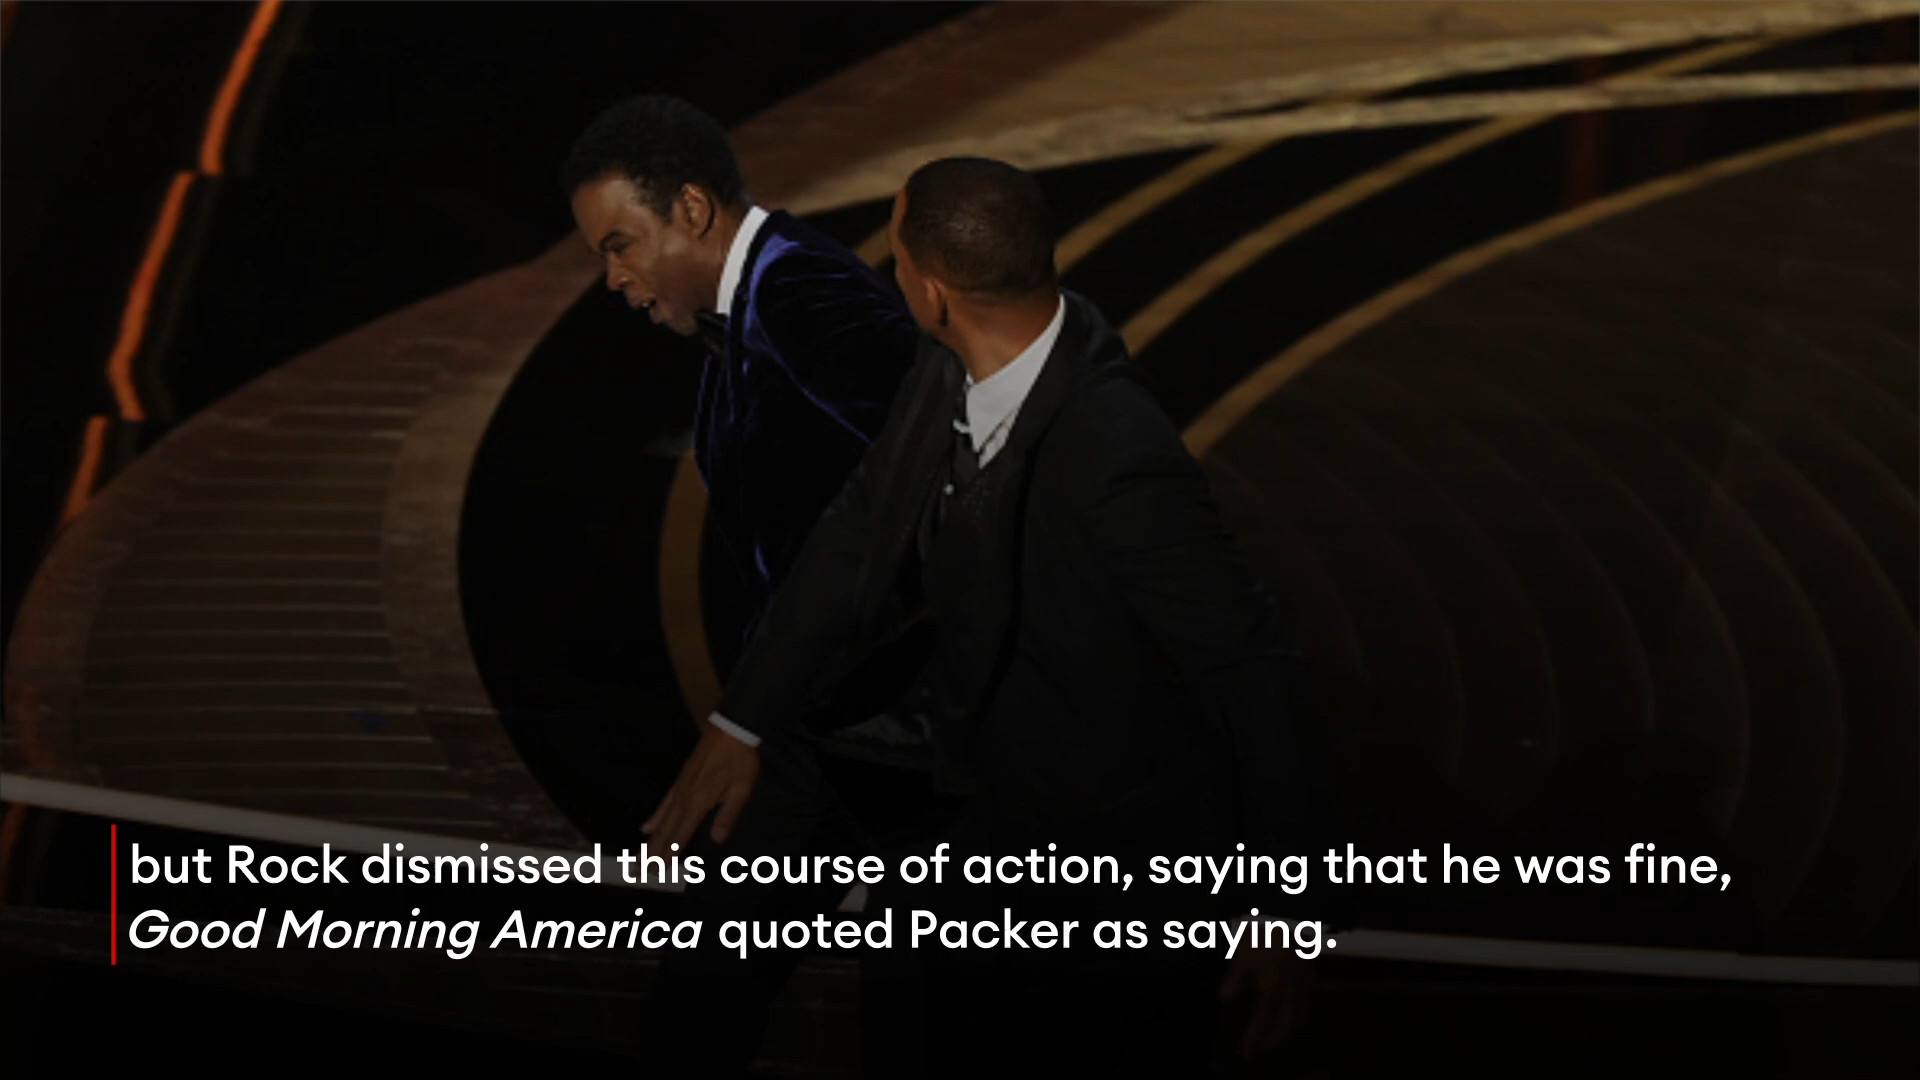 but Rock dismissed this course of action, saying that he was fine,
Good Morning America quoted Packer as saying.